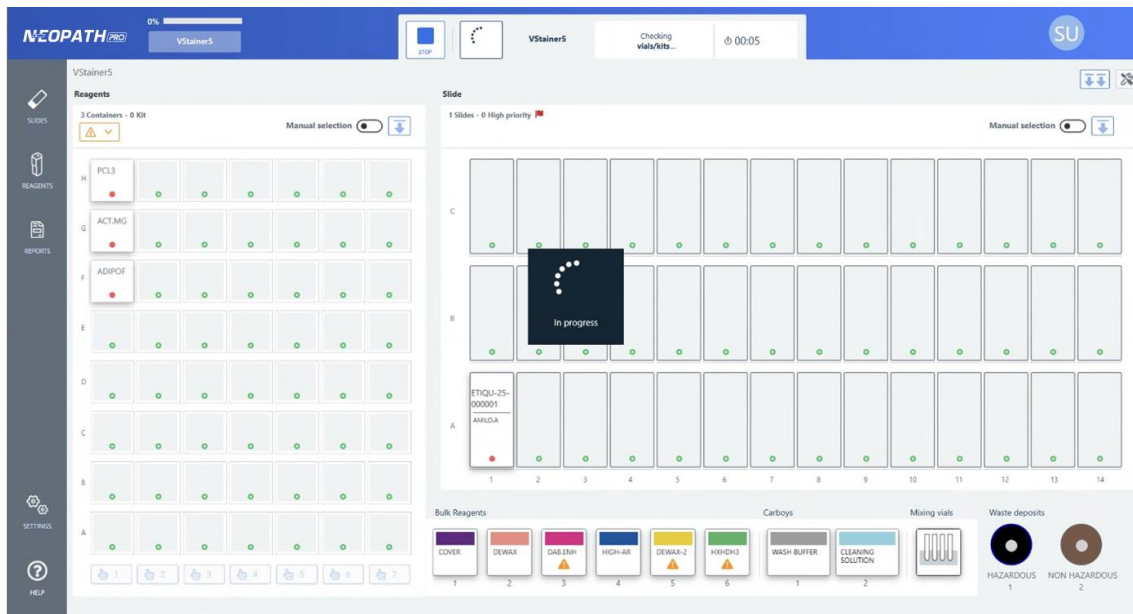 NEOPATH PRO
0%
VStainer5
STOP
VStainer5
Checking
vials/kits...
00:05
SU
SLIDES
REAGENTS
REPORTS
SETTINGS
HELP
VStainer5
Reagents
3 Containers - 0 Kit
Manual selection
H
PCL3
G
ACT.MG
F
ADIPOF
E
D
C
B
A
1 2 3 4 5 6 7
Slide
1 Slides - 0 High priority
Manual selection
C
B
In progress
A
ETIQU-25-
000001
AMILO.A
1 2 3 4 5 6 7 8 9 10 11 12 13 14
Bulk Reagents
COVER
DEWAX
DAB.ENH
HIGH-AR
DEWAX-2
HXHDH3
1 2 3 4 5 6
Carboys
WASH BUFFER
CLEANING
SOLUTION
1 2
Mixing vials
Waste deposits
HAZARDOUS
1
NON HAZARDOUS
2